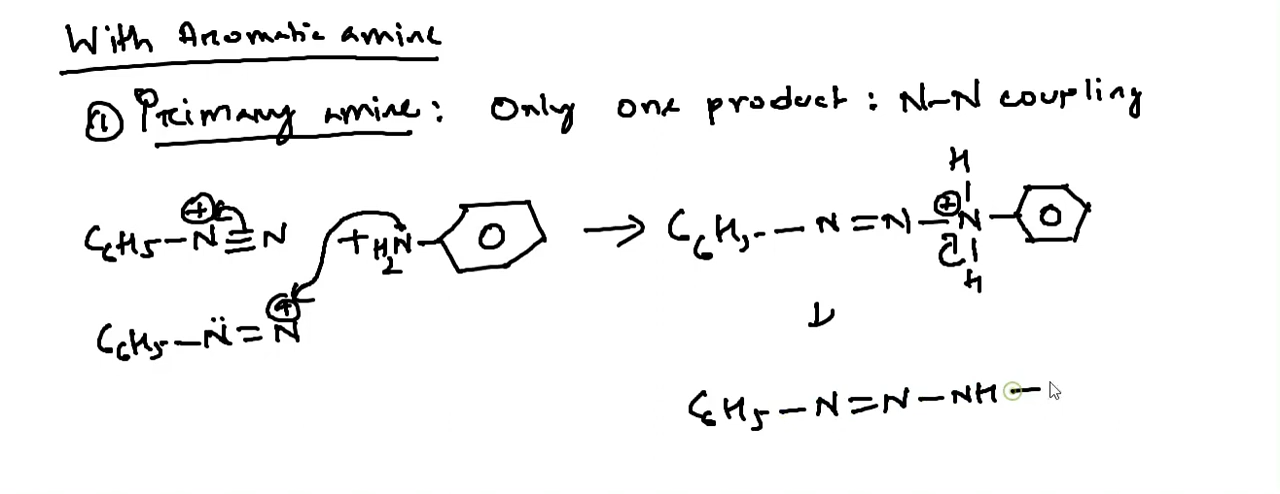 With Aromatic amine
① Primary amine: Only one product: N-N coupling
C6H5-N≡N + H2N- → C6H5-N=N-N-
⊕
⊕
H
H
C6H5-N̈=N
⊕
C6H5-N=N-NH-